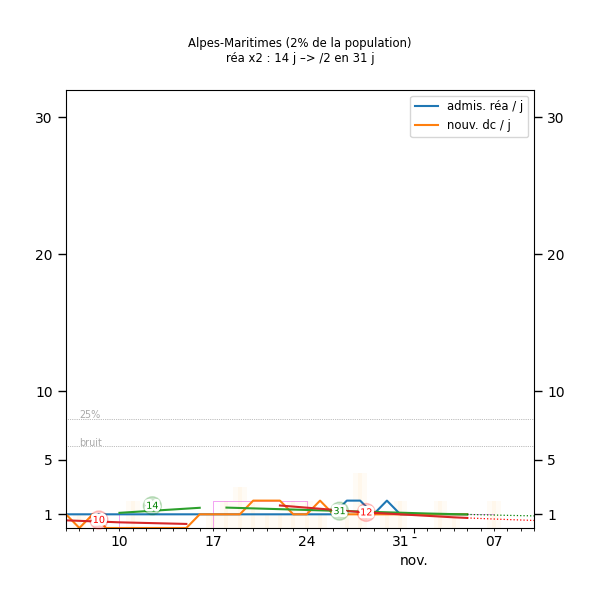 Alpes-Maritimes (2% de la population)
réa x2 : 14 j –> /2 en 31 j
admis. réa / j
nouv. dc / j
30 30
20 20
10 10
25%
bruit
5 5
14
10 31 12
1 1
10 17 24 31 07
nov.